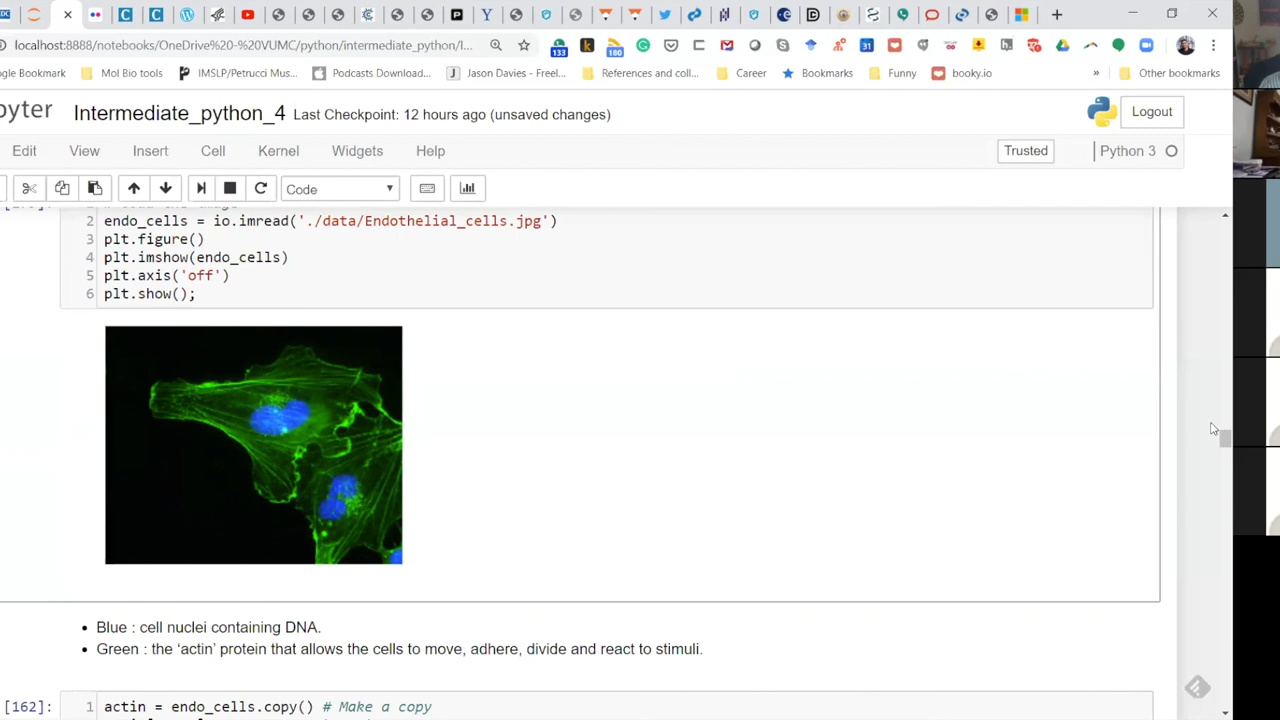 localhost:8888/notebooks/OneDrive%20-%20VUMC/python/intermediate_python/I...
133
180
31
gle Bookmark
Mol Bio tools
IMSLP/Petrucci Mus...
Podcasts Download...
Jason Davies - Freel...
References and coll...
Career
Bookmarks
Funny
booky.io
»
Other bookmarks
pyter
Intermediate_python_4 Last Checkpoint: 12 hours ago (unsaved changes)
Logout
Edit
View
Insert
Cell
Kernel
Widgets
Help
Trusted
Python 3
Code
2 endo_cells = io.imread('./data/Endothelial_cells.jpg')
3 plt.figure()
4 plt.imshow(endo_cells)
5 plt.axis('off')
6 plt.show();
• Blue : cell nuclei containing DNA.
• Green : the ‘actin’ protein that allows the cells to move, adhere, divide and react to stimuli.
[162]
1 actin = endo_cells.copy() # Make a copy